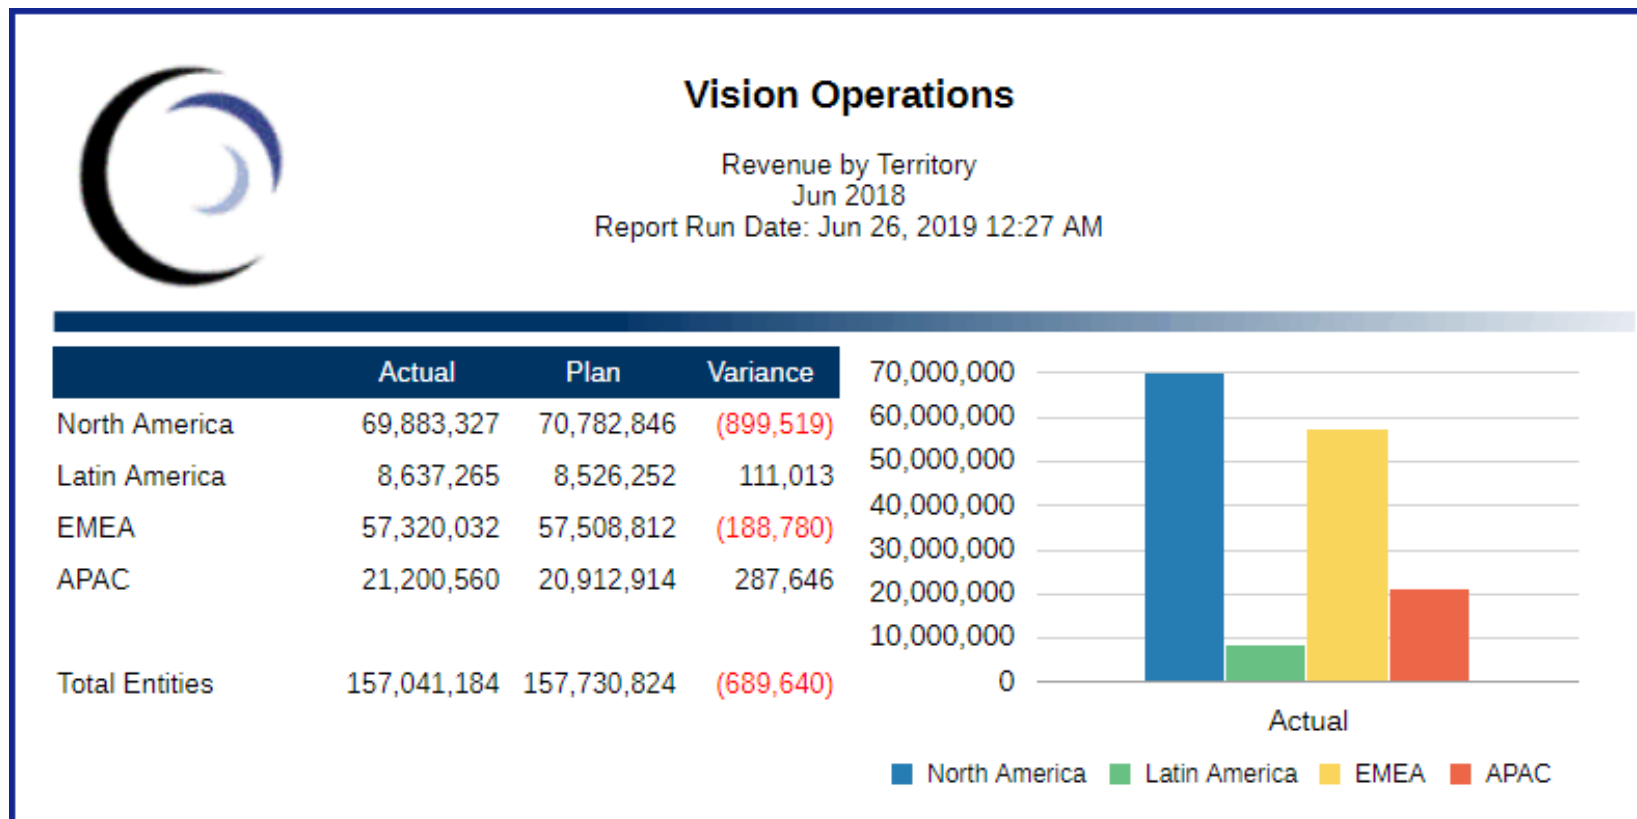 Vision Operations
Revenue by Territory
Jun 2018
Report Run Date: Jun 26, 2019 12:27 AM
Actual Plan Variance
North America 69,883,327 70,782,846 (899,519)
Latin America 8,637,265 8,526,252 111,013
EMEA 57,320,032 57,508,812 (188,780)
APAC 21,200,560 20,912,914 287,646
Total Entities 157,041,184 157,730,824 (689,640)
70,000,000
60,000,000
50,000,000
40,000,000
30,000,000
20,000,000
10,000,000
0
Actual
North America Latin America EMEA APAC